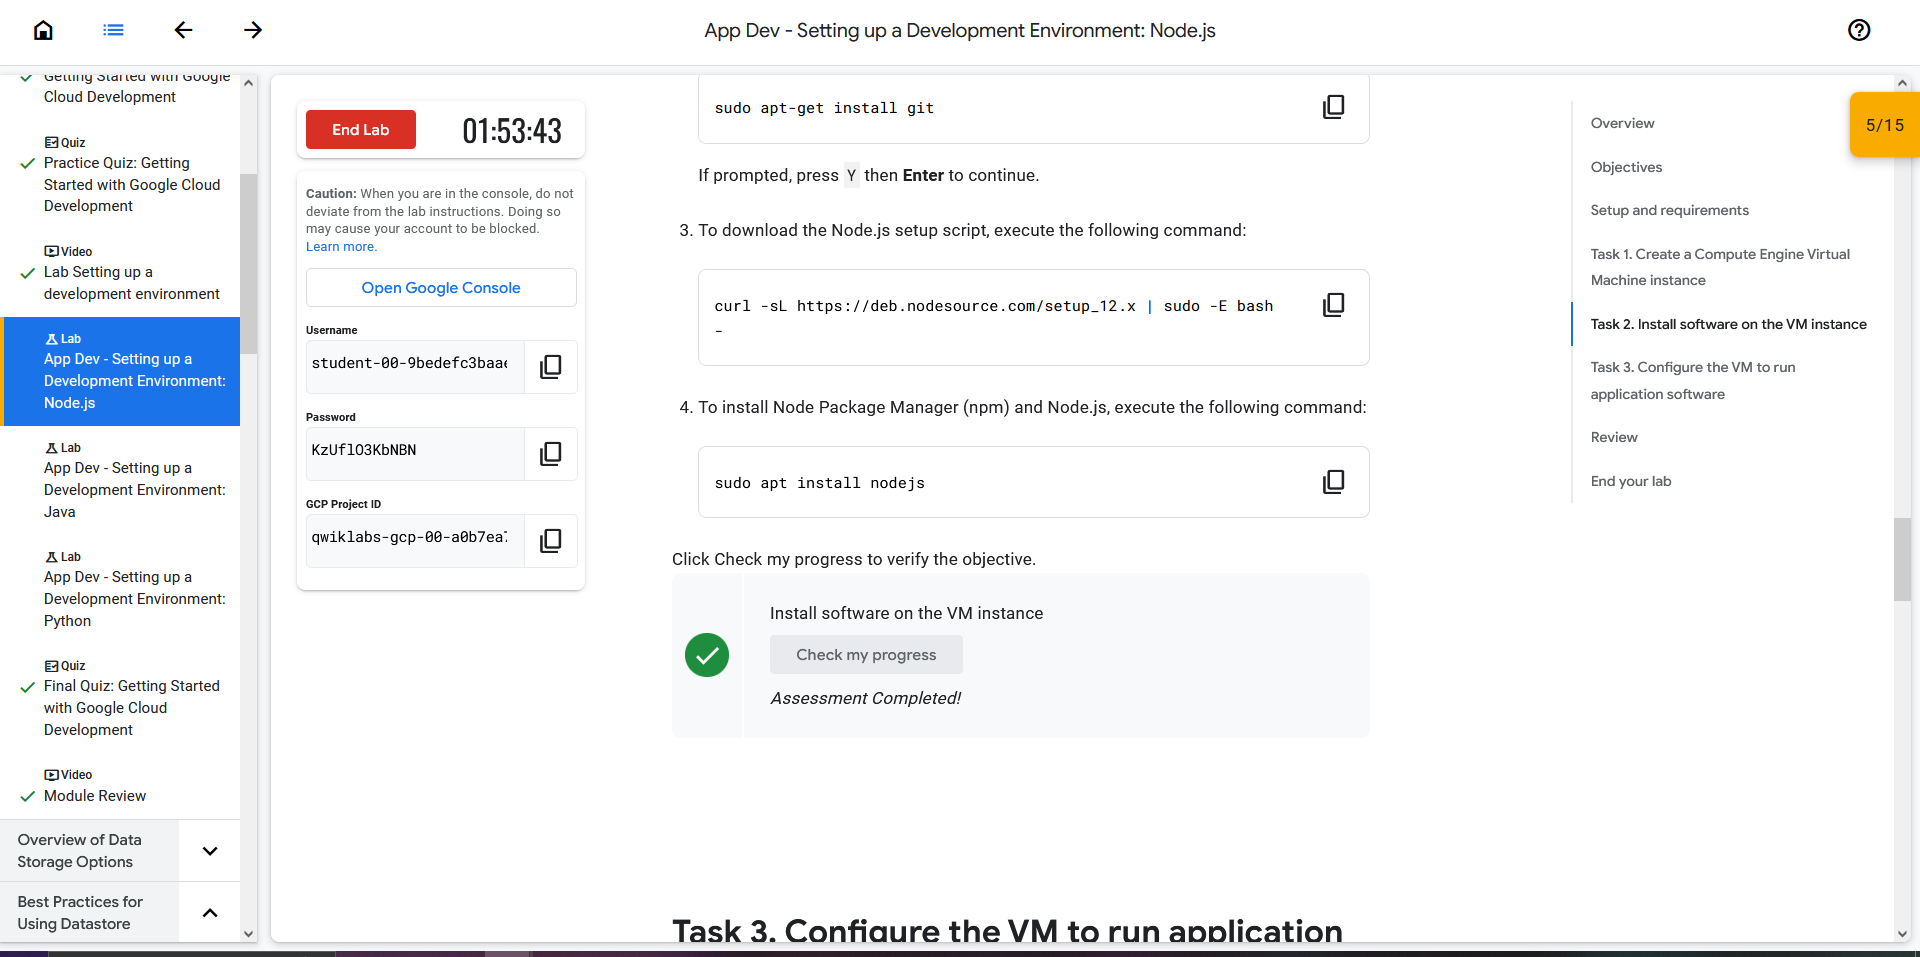 App Dev - Setting up a Development Environment: Node.js
Getting Started with Google
Cloud Development
Quiz
Practice Quiz: Getting
Started with Google Cloud
Development
Video
Lab Setting up a
development environment
Lab
App Dev - Setting up a
Development Environment:
Node.js
Lab
App Dev - Setting up a
Development Environment:
Java
Lab
App Dev - Setting up a
Development Environment:
Python
Quiz
Final Quiz: Getting Started
with Google Cloud
Development
Video
Module Review
Overview of Data
Storage Options
Best Practices for
Using Datastore
End Lab
01:53:43
Caution: When you are in the console, do not
deviate from the lab instructions. Doing so
may cause your account to be blocked.
Learn more.
Open Google Console
Username
student-00-9bedefc3baae
Password
KzUflO3KbNBN
GCP Project ID
qwiklabs-gcp-00-a0b7ea7
sudo apt-get install git
If prompted, press Y then Enter to continue.
3. To download the Node.js setup script, execute the following command:
curl -sL https://deb.nodesource.com/setup_12.x | sudo -E bash
-
4. To install Node Package Manager (npm) and Node.js, execute the following command:
sudo apt install nodejs
Click Check my progress to verify the objective.
Install software on the VM instance
Check my progress
Assessment Completed!
Task 3. Configure the VM to run application
Overview
Objectives
Setup and requirements
Task 1. Create a Compute Engine Virtual
Machine instance
Task 2. Install software on the VM instance
Task 3. Configure the VM to run
application software
Review
End your lab
5/15